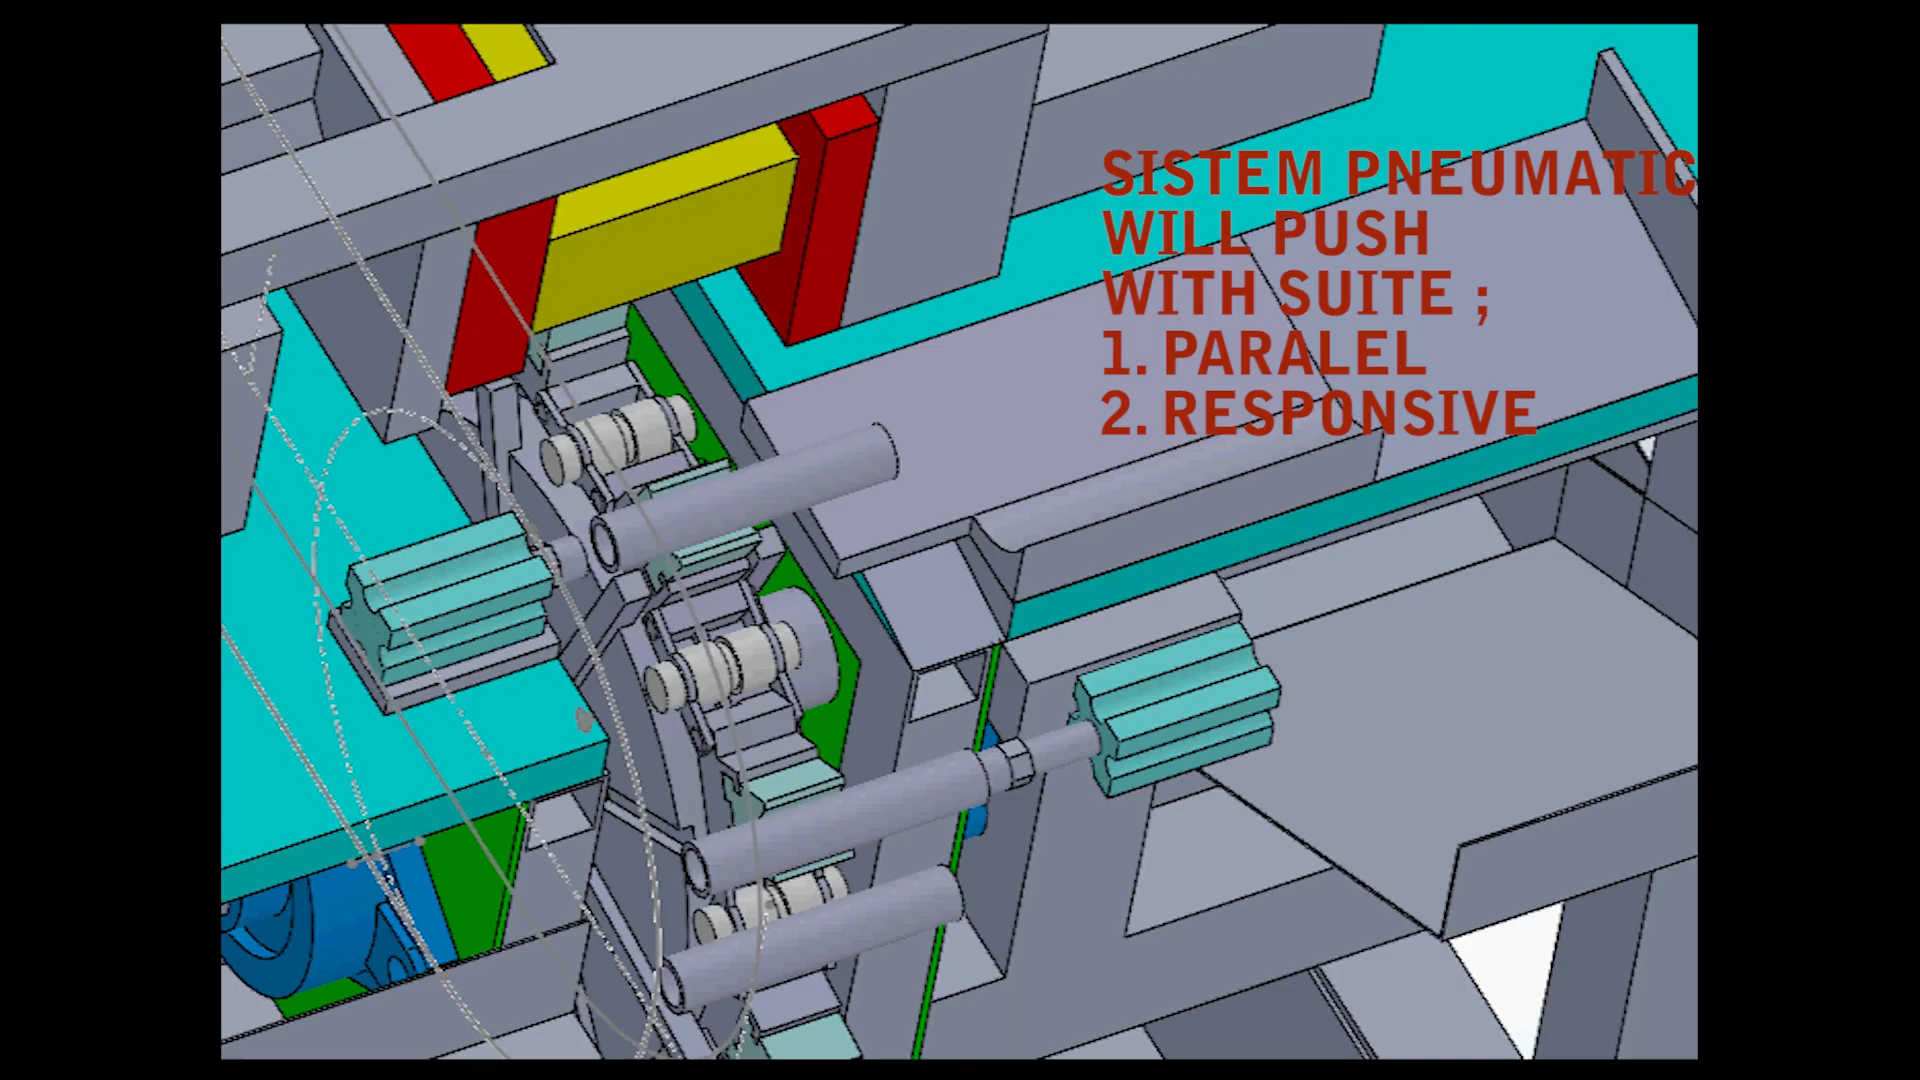 SISTEM PNEUMATIC
WILL PUSH
WITH SUITE ;
1. PARALEL
2. RESPONSIVE